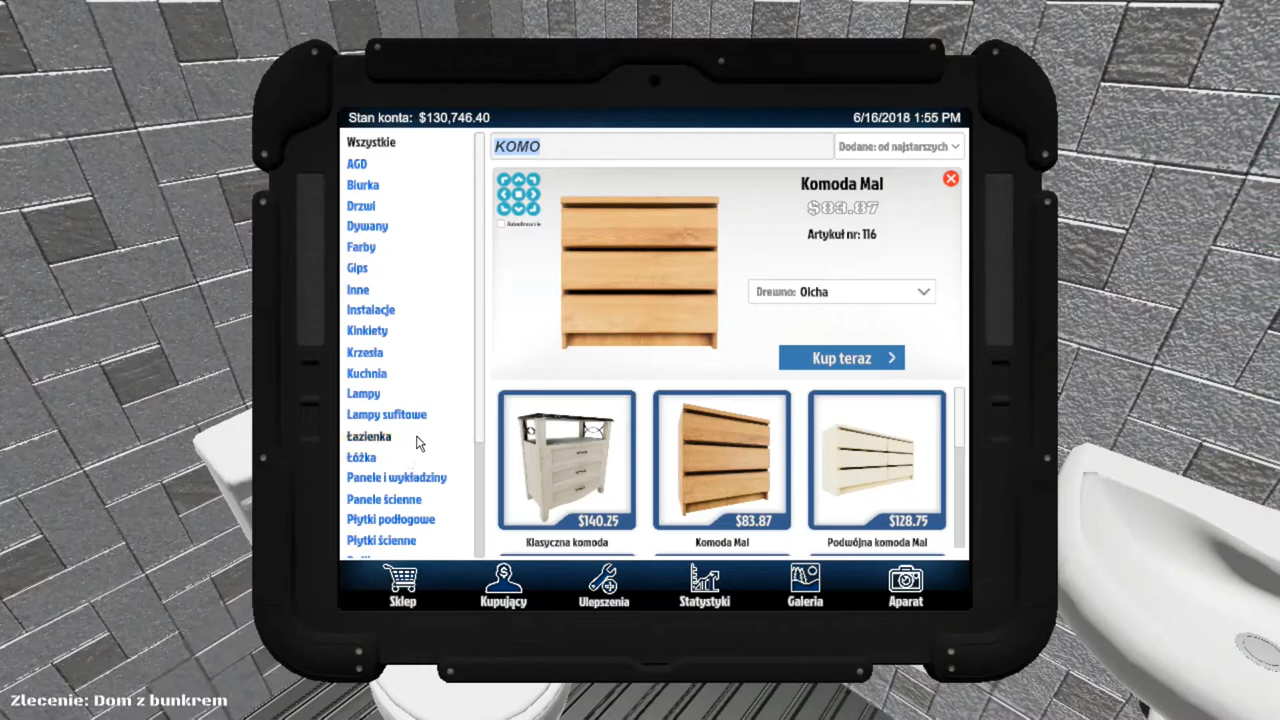 Stan konta: $130,746.40
6/16/2018 1:55 PM
Wszystkie
AGD
Biurka
Drzwi
Dywany
Farby
Gips
Inne
Instalacje
Kinkiety
Krzesła
Kuchnia
Lampy
Lampy sufitowe
Łazienka
Łóżka
Panele i wykładziny
Panele ścienne
Płytki podłogowe
Płytki ścienne
KOMO
Dodane: od najstarszych
Komoda Mal
$83.87
Artykuł nr: 116
Drewno: Olcha
Kup teraz
$140.25
$83.87
$128.75
Klasyczna komoda
Komoda Mal
Podwójna komoda Mal
Sklep
Kupujący
Ulepszenia
Statystyki
Galeria
Aparat
Zlecenie: Dom z bunkrem